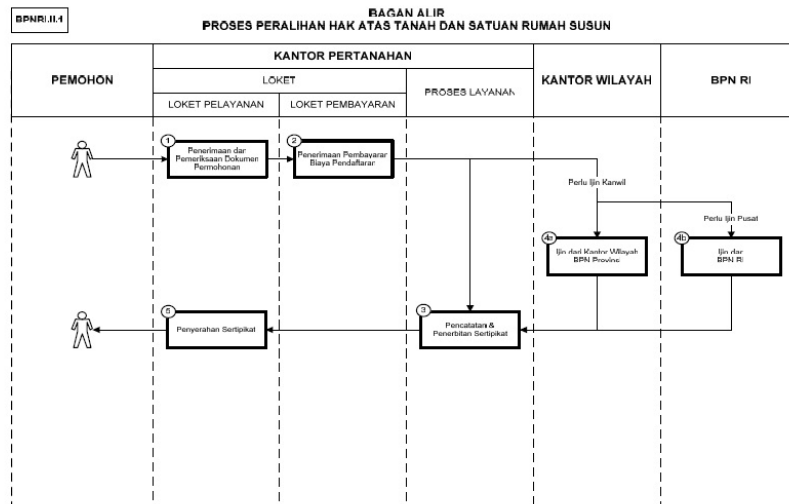 BPNRI.II.1
BAGAN ALIR
PROSES PERALIHAN HAK ATAS TANAH DAN SATUAN RUMAH SUSUN
PEMOHON
KANTOR PERTANAHAN
LOKET
LOKET PELAYANAN
LOKET PEMBAYARAN
PROSES LAYANAN
KANTOR WILAYAH
BPN RI
1
Penerimaan dan
Pemeriksaan Dokumen
Permohonan
2
Penerimaan Pembayaran
Biaya Pendaftaran
Perlu Ijin Kanwil
Perlu Ijin Pusat
4a
Ijin dari Kantor Wilayah
BPN Provinsi
4b
Ijin dari
BPN RI
5
Penyerahan Sertipikat
3
Pencatatan &
Penerbitan Sertipikat